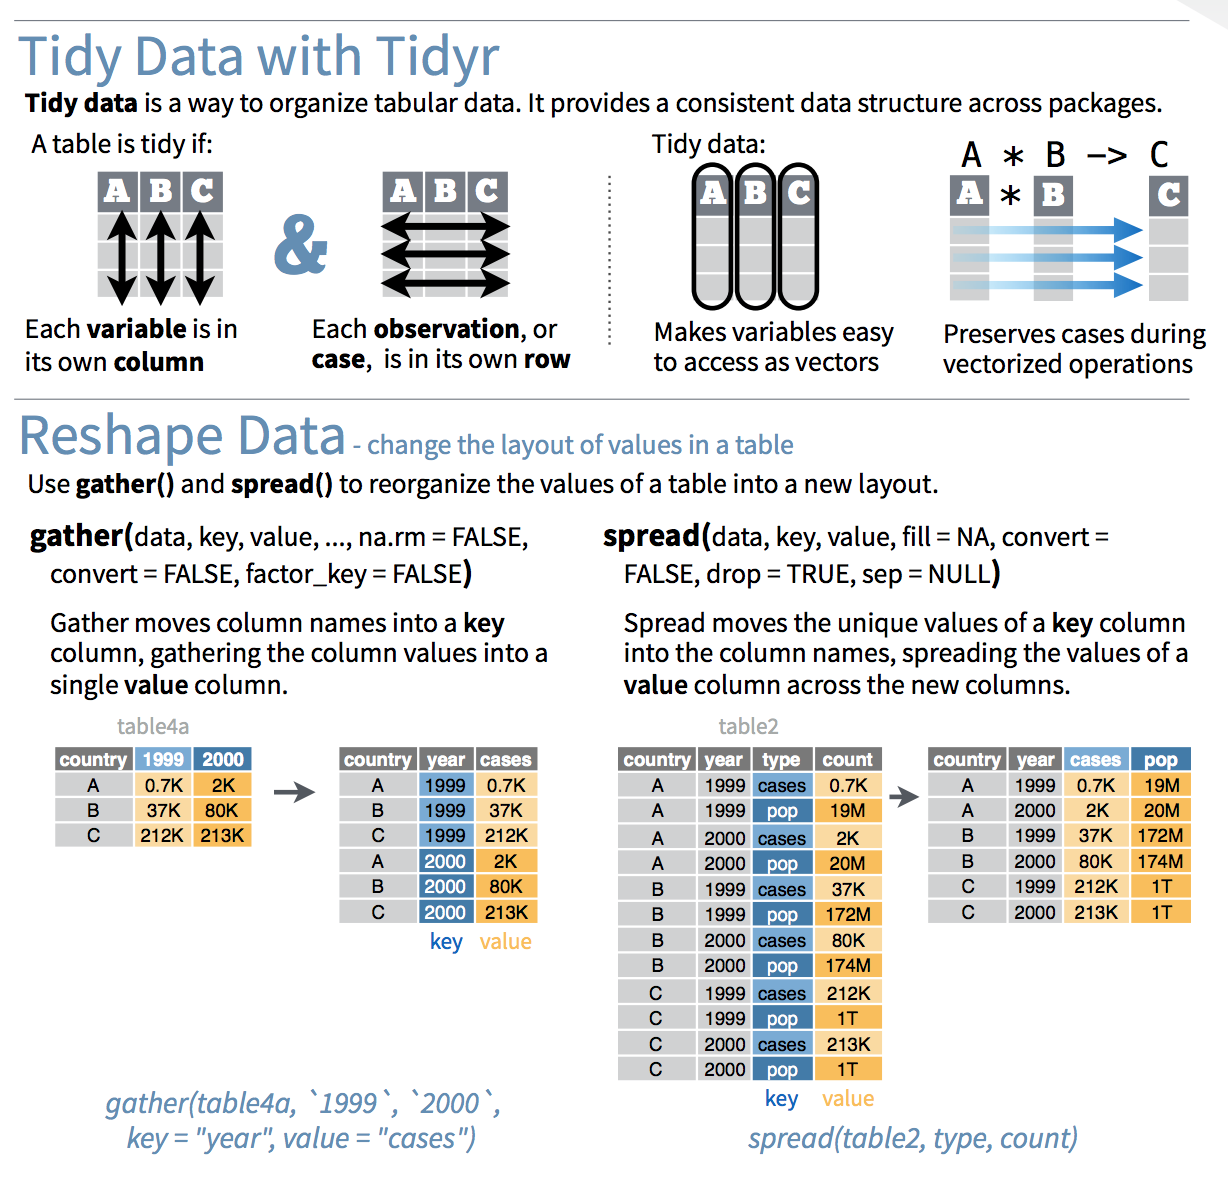 Tidy Data with Tidyr
Tidy data is a way to organize tabular data. It provides a consistent data structure across packages.
A table is tidy if:
A B C
&
A B C
Each variable is in
its own column
Each observation, or
case, is in its own row
Tidy data:
A B C
Makes variables easy
to access as vectors
A * B -> C
A * B C
Preserves cases during
vectorized operations
Reshape Data - change the layout of values in a table
Use gather() and spread() to reorganize the values of a table into a new layout.
gather(data, key, value, ..., na.rm = FALSE,
convert = FALSE, factor_key = FALSE)
Gather moves column names into a key
column, gathering the column values into a
single value column.
table4a
country 1999 2000
A 0.7K 2K
B 37K 80K
C 212K 213K
country year cases
A 1999 0.7K
B 1999 37K
C 1999 212K
A 2000 2K
B 2000 80K
C 2000 213K
key value
gather(table4a, `1999`, `2000`,
key = "year", value = "cases")
spread(data, key, value, fill = NA, convert =
FALSE, drop = TRUE, sep = NULL)
Spread moves the unique values of a key column
into the column names, spreading the values of a
value column across the new columns.
table2
country year type count
A 1999 cases 0.7K
A 1999 pop 19M
A 2000 cases 2K
A 2000 pop 20M
B 1999 cases 37K
B 1999 pop 172M
B 2000 cases 80K
B 2000 pop 174M
C 1999 cases 212K
C 1999 pop 1T
C 2000 cases 213K
C 2000 pop 1T
key value
country year cases pop
A 1999 0.7K 19M
A 2000 2K 20M
B 1999 37K 172M
B 2000 80K 174M
C 1999 212K 1T
C 2000 213K 1T
spread(table2, type, count)